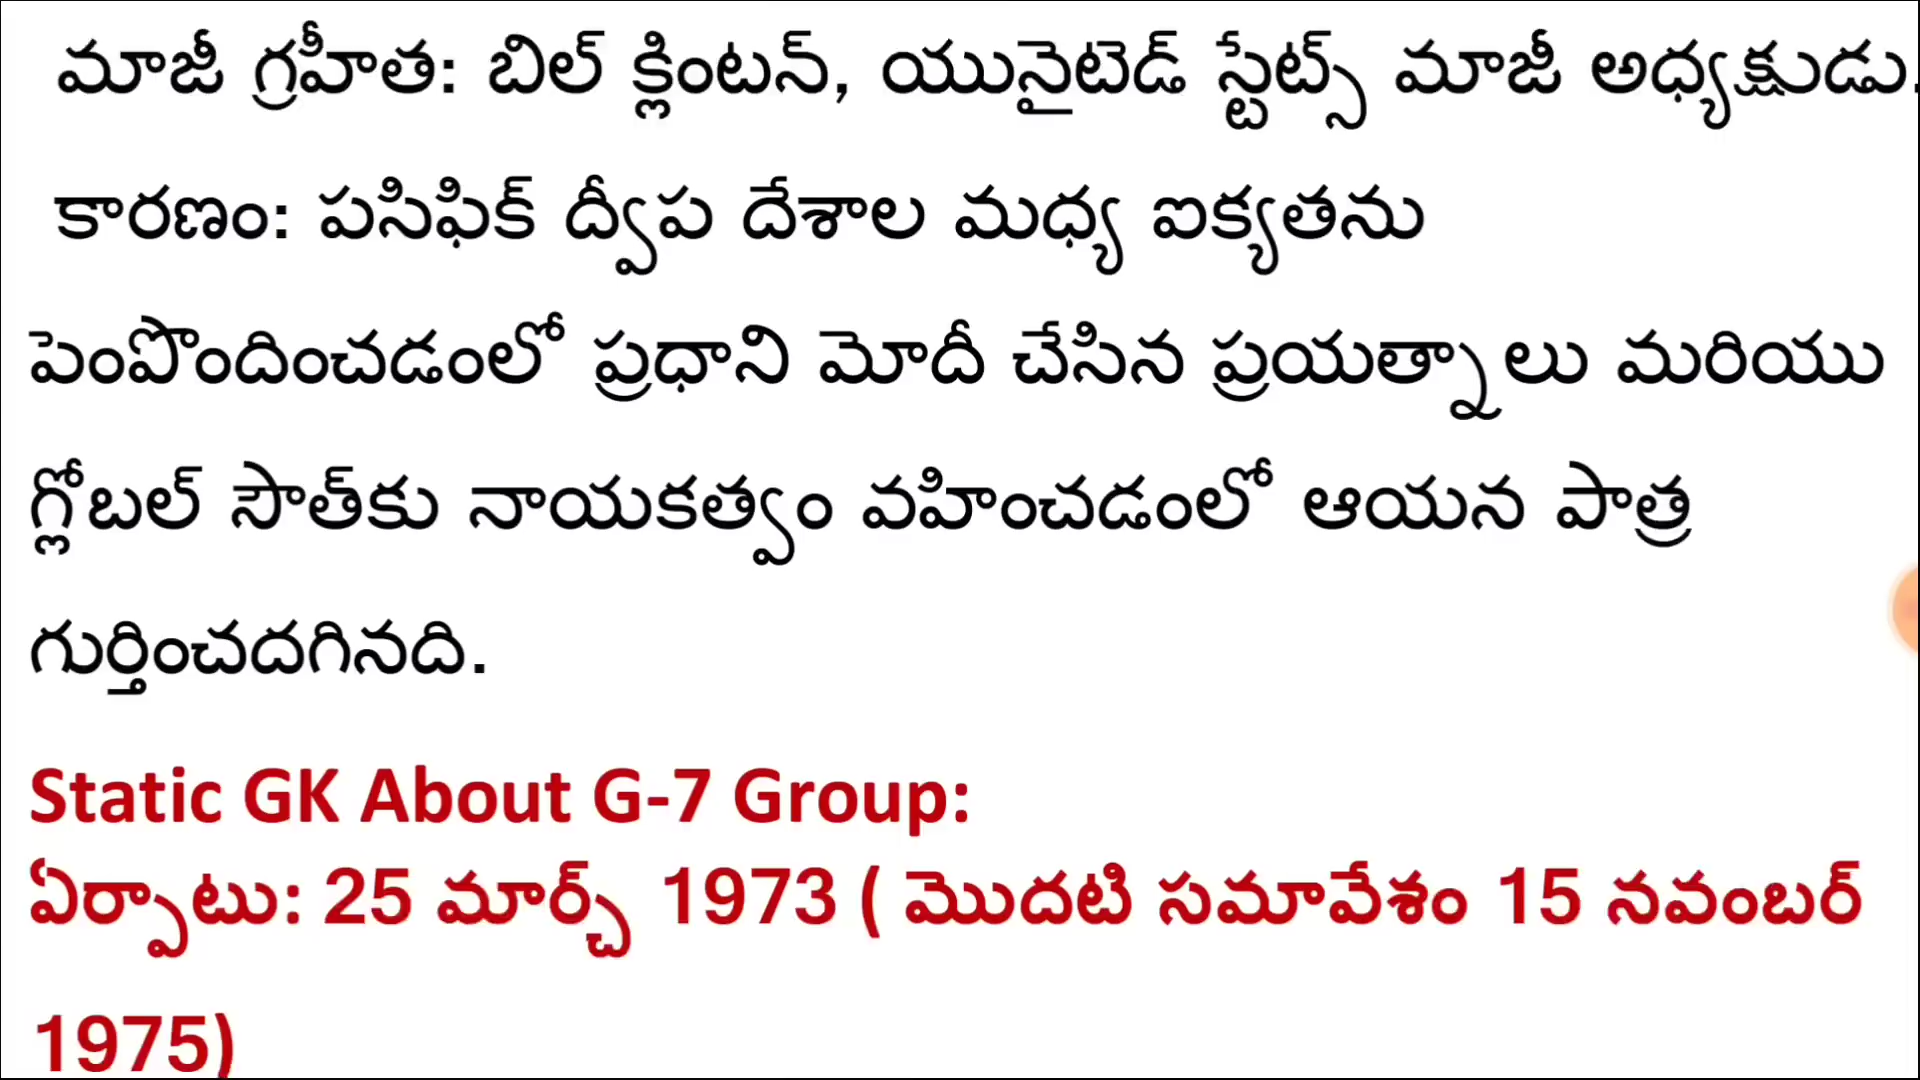 మాజీ గ్రహీత: బిల్ క్లింటన్, యునైటెడ్ స్టేట్స్ మాజీ అధ్యక్షుడు.
కారణం: పసిఫిక్ ద్వీప దేశాల మధ్య ఐక్యతను
పెంపొందించడంలో ప్రధాని మోదీ చేసిన ప్రయత్నాలు మరియు
గ్లోబల్ సౌత్‌కు నాయకత్వం వహించడంలో ఆయన పాత్ర
గుర్తించదగినది.
Static GK About G-7 Group:
ఏర్పాటు: 25 మార్చ్ 1973 ( మొదటి సమావేశం 15 నవంబర్
1975)